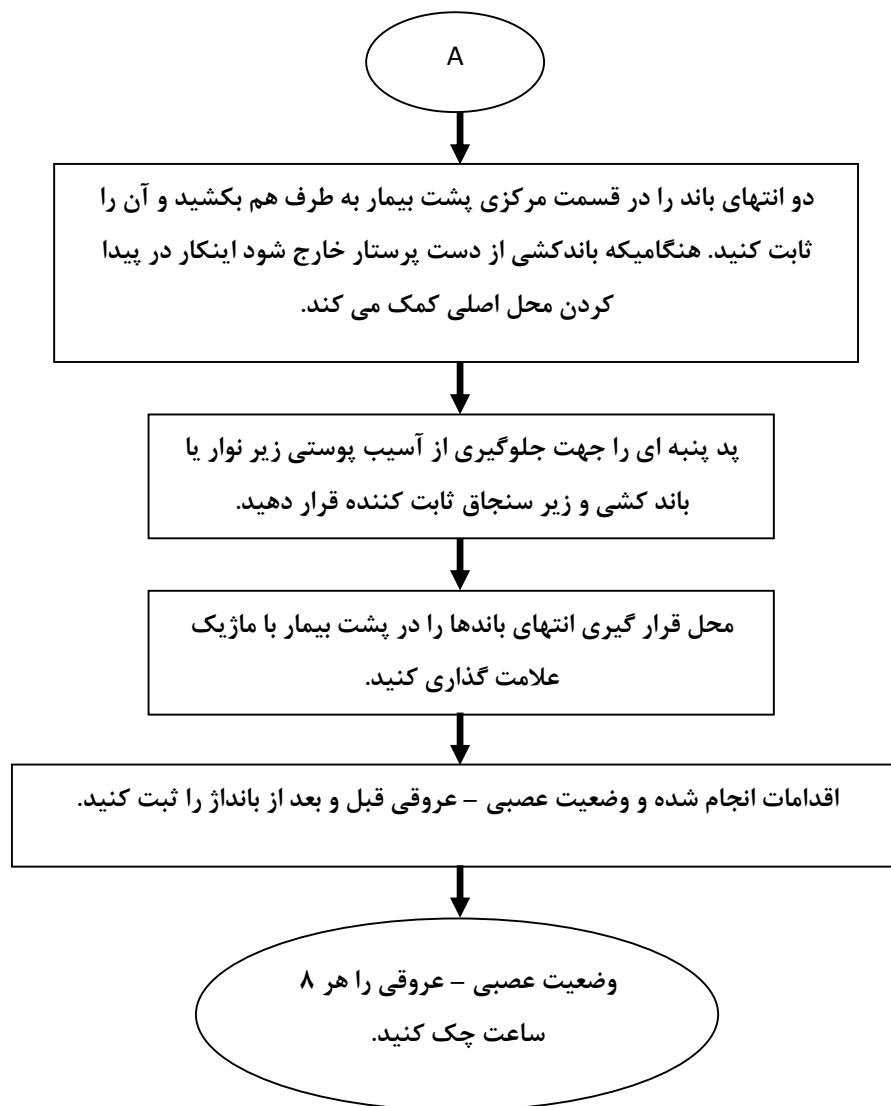 A
دو انتهای باند را در قسمت مرکزی پشت بیمار به طرف هم بکشید و آن را
ثابت کنید. هنگامیکه باندکشی از دست پرستار خارج شود اینکار در پیدا
کردن محل اصلی کمک می کند.
پد پنبه ای را جهت جلوگیری از آسیب پوستی زیر نوار یا
باند کشی و زیر سنجاق ثابت کننده قرار دهید.
محل قرار گیری انتهای باندها را در پشت بیمار با ماژیک
علامت گذاری کنید.
اقدامات انجام شده و وضعیت عصبی – عروقی قبل و بعد از بانداژ را ثبت کنید.
وضعیت عصبی – عروقی را هر ۸
ساعت چک کنید.